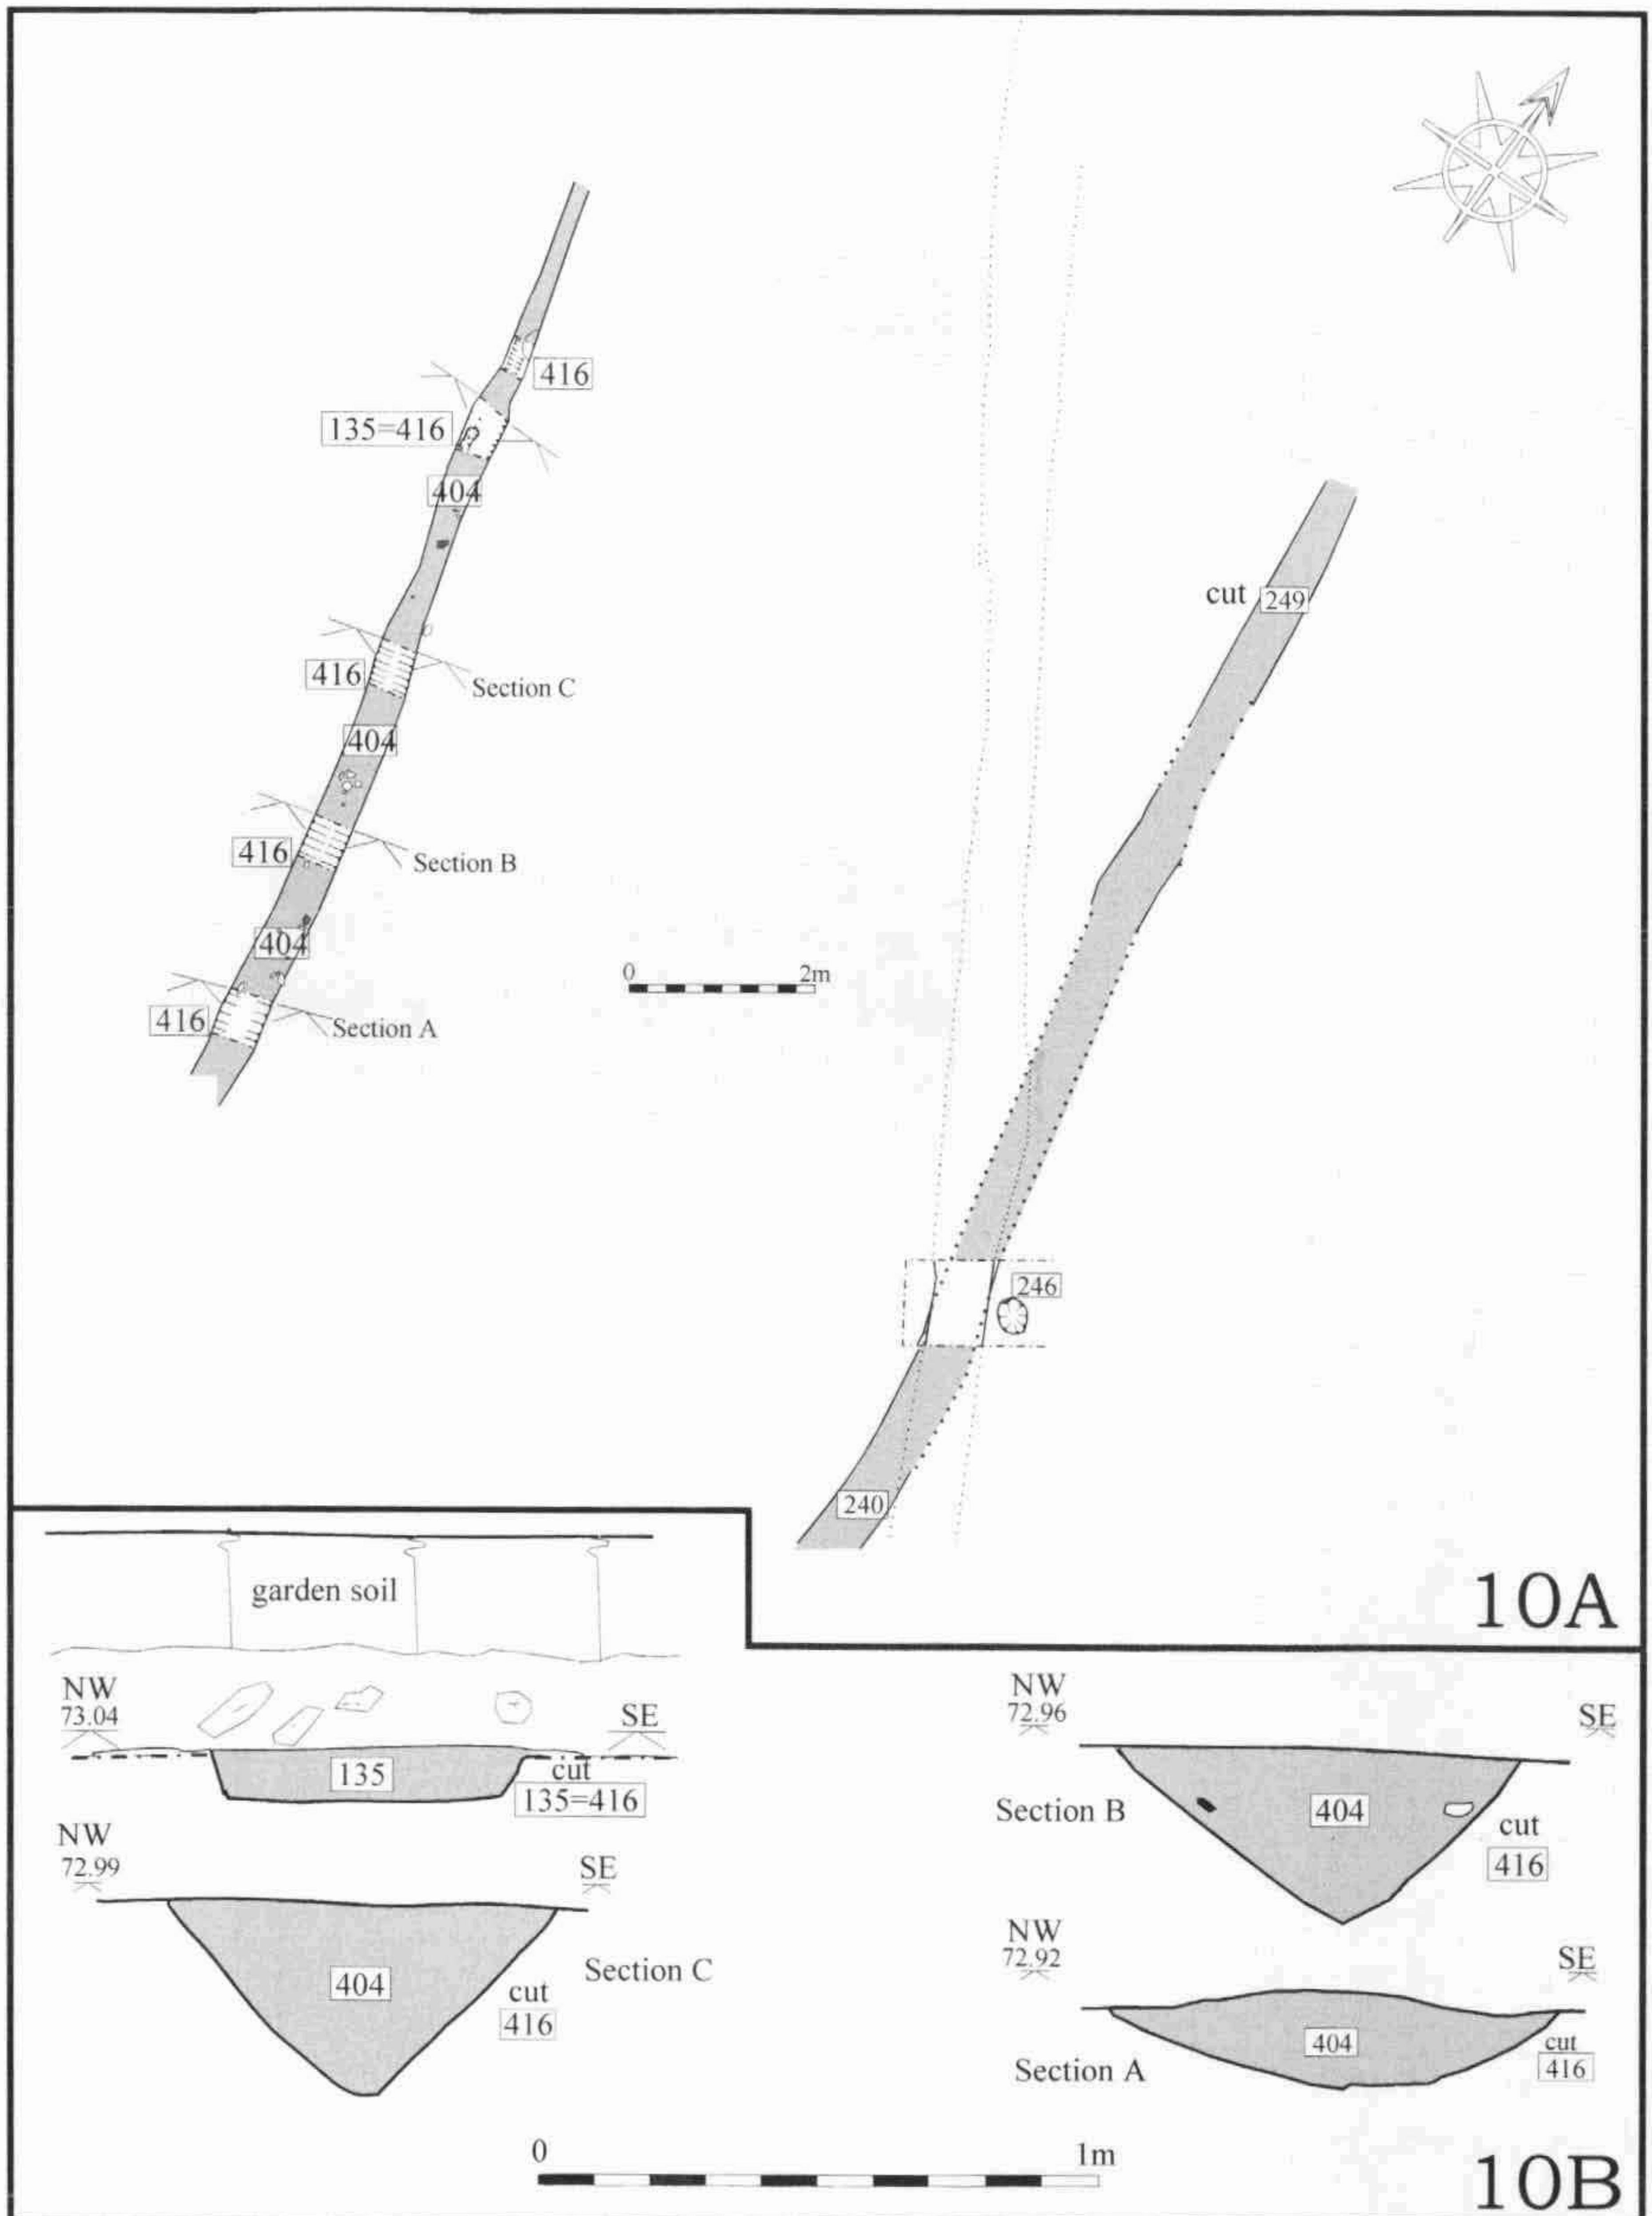 416
135=416
404
cut 249
416
Section C
404
416
Section B
404
0 2m
416
Section A
246
240
10A
garden soil
NW
73.04
SE
135
cut
135=416
NW
72.99
SE
404
Section C
cut
416
NW
72.96
SE
Section B
404
cut
416
NW
72.92
SE
404
cut
416
Section A
0 1m
10B